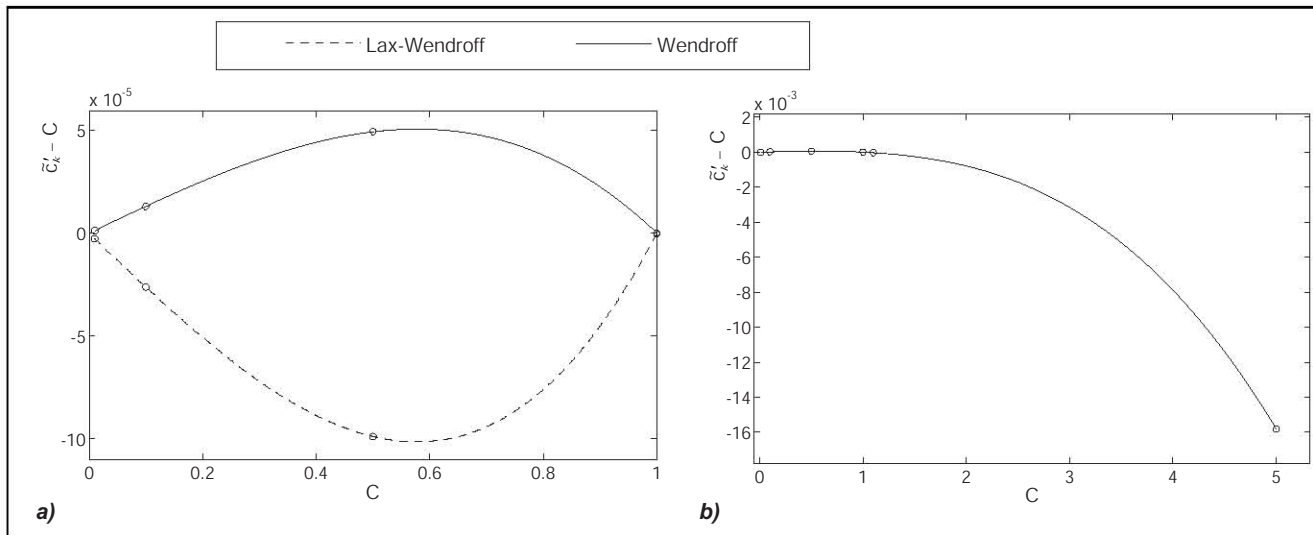 Lax-Wendroff
Wendroff
x 10⁻⁵
5
0
-5
-10
c̃′ₖ – C
0
0.2
0.4
0.6
0.8
1
C
a)
x 10⁻³
2
0
-2
-4
-6
-8
-10
-12
-14
-16
c̃′ₖ – C
0
1
2
3
4
5
C
b)